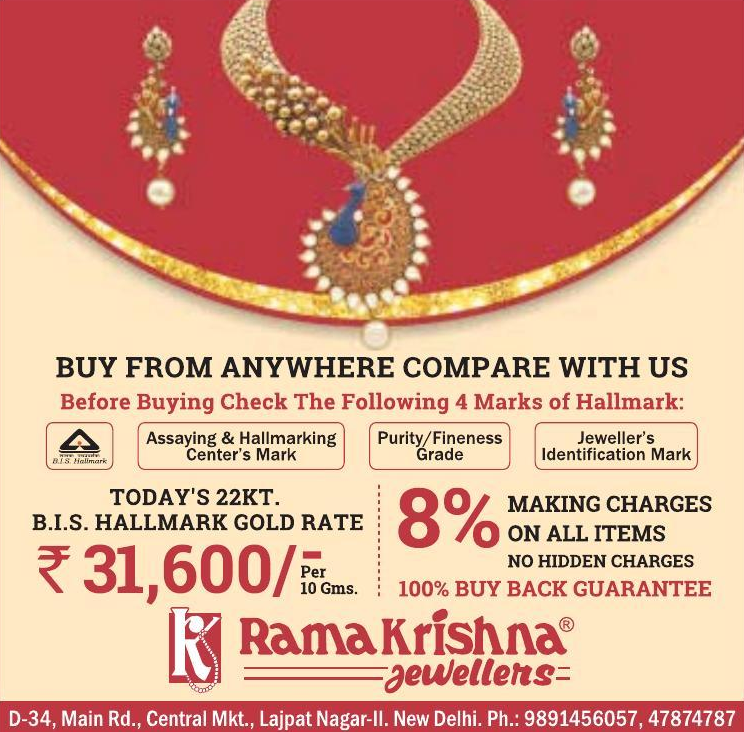 BUY FROM ANYWHERE COMPARE WITH US
Before Buying Check The Following 4 Marks of Hallmark:
B.I.S. Hallmark
Assaying & Hallmarking
Center's Mark
Purity/Fineness
Grade
Jeweller's
Identification Mark
TODAY'S 22KT.
B.I.S. HALLMARK GOLD RATE
₹ 31,600/-
Per
10 Gms.
8%
MAKING CHARGES
ON ALL ITEMS
NO HIDDEN CHARGES
100% BUY BACK GUARANTEE
RK
RamaKrishna®
Jewellers
D-34, Main Rd., Central Mkt., Lajpat Nagar-II. New Delhi. Ph.: 9891456057, 47874787